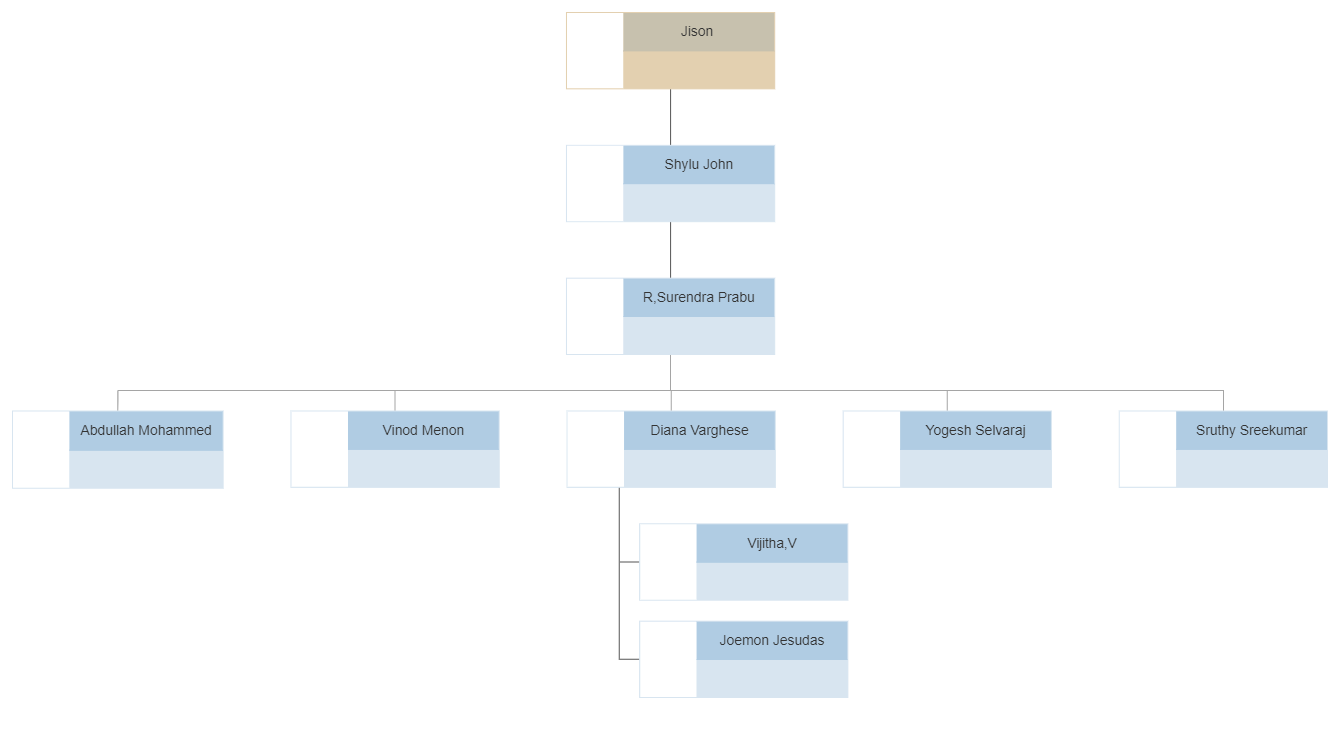 Jison
Shylu John
R,Surendra Prabu
Abdullah Mohammed
Vinod Menon
Diana Varghese
Yogesh Selvaraj
Sruthy Sreekumar
Vijitha,V
Joemon Jesudas